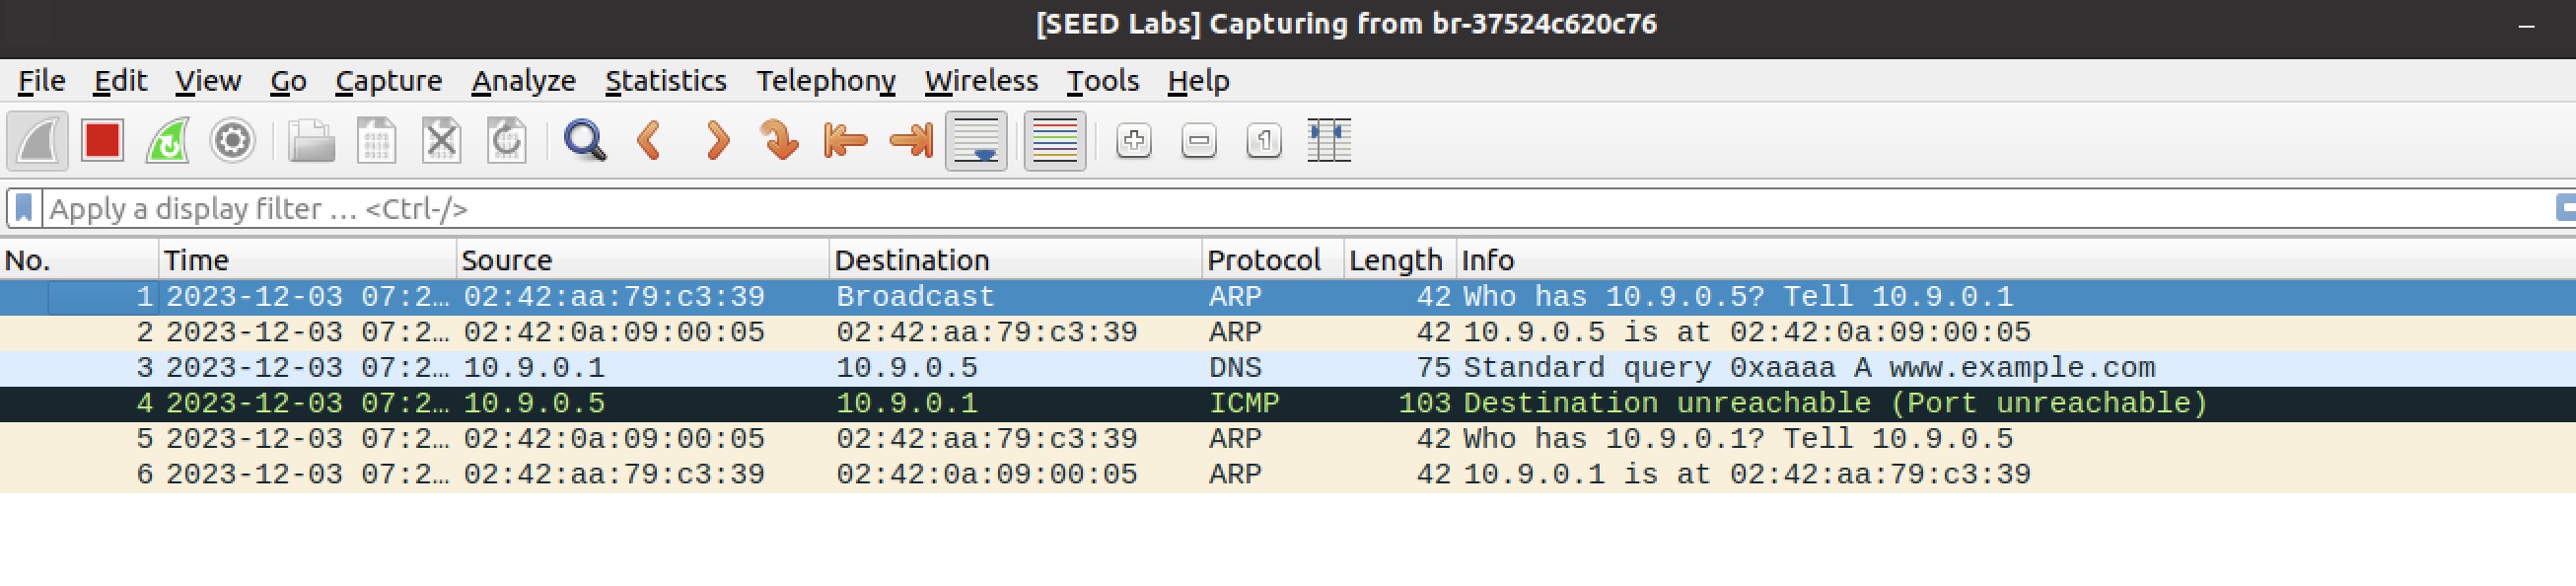 [SEED Labs] Capturing from br-37524c620c76
File Edit View Go Capture Analyze Statistics Telephony Wireless Tools Help
Apply a display filter … <Ctrl-/>
No. Time Source Destination Protocol Length Info
1 2023-12-03 07:2… 02:42:aa:79:c3:39 Broadcast ARP 42 Who has 10.9.0.5? Tell 10.9.0.1
2 2023-12-03 07:2… 02:42:0a:09:00:05 02:42:aa:79:c3:39 ARP 42 10.9.0.5 is at 02:42:0a:09:00:05
3 2023-12-03 07:2… 10.9.0.1 10.9.0.5 DNS 75 Standard query 0xaaaa A www.example.com
4 2023-12-03 07:2… 10.9.0.5 10.9.0.1 ICMP 103 Destination unreachable (Port unreachable)
5 2023-12-03 07:2… 02:42:0a:09:00:05 02:42:aa:79:c3:39 ARP 42 Who has 10.9.0.1? Tell 10.9.0.5
6 2023-12-03 07:2… 02:42:aa:79:c3:39 02:42:0a:09:00:05 ARP 42 10.9.0.1 is at 02:42:aa:79:c3:39